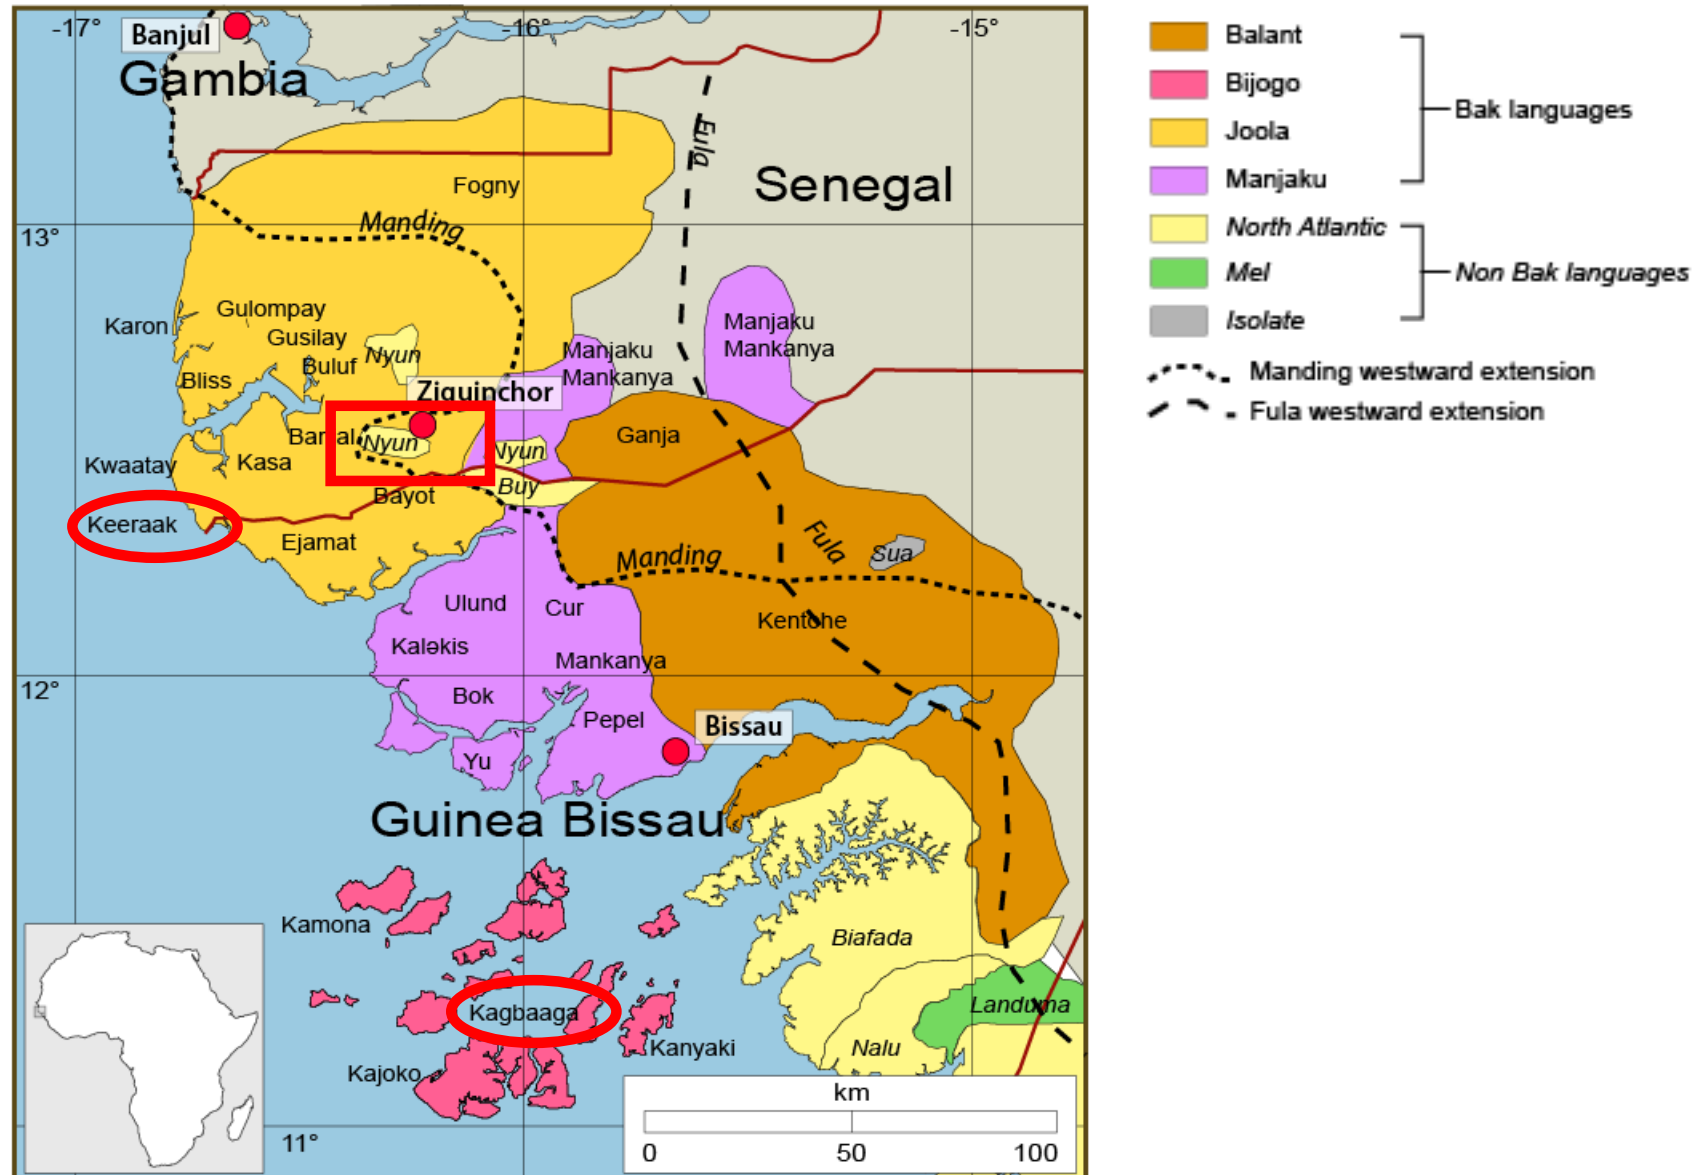 -17°
-16°
-15°
Banjul
Gambia
Fula
Senegal
Fogny
Manding
13°
Gulompay
Karon
Gusilay
Buluf
Nyun
Manjaku
Mankanya
Manjaku
Mankanya
Bliss
Ziguinchor
Banjal
Nyun
Nyun
Ganja
Kwaatay
Kasa
Buy
Bayot
Keeraak
Ejamat
Manding
Fula
Sua
Ulund
Cur
Kentohe
Kaləkis
Mankanya
12°
Bok
Pepel
Bissau
Yu
Guinea Bissau
Kamona
Biafada
Kagbaaga
Landuma
Kanyaki
Nalu
Kajoko
km
0 50 100
11°
Balant
Bijogo
Joola
Manjaku
Bak languages
North Atlantic
Mel
Isolate
Non Bak languages
Manding westward extension
Fula westward extension